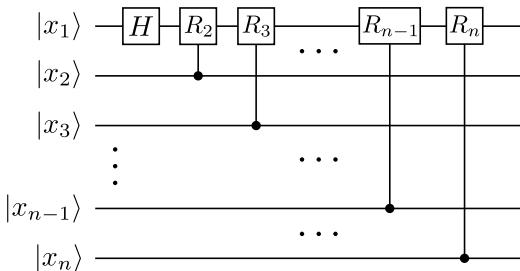 |x₁⟩ H R₂ R₃ ⋯ Rₙ₋₁ Rₙ
|x₂⟩
|x₃⟩
⋮ ⋯
|xₙ₋₁⟩
⋯
|xₙ⟩